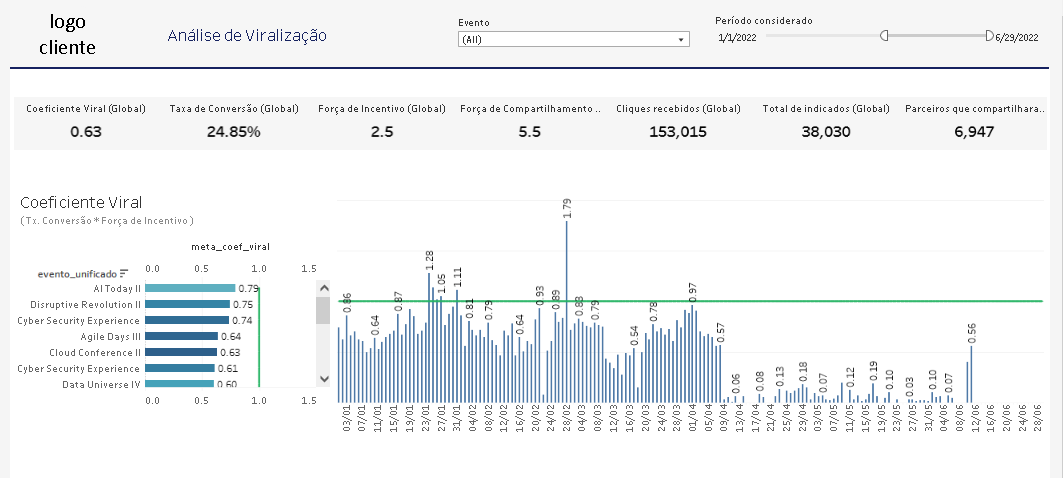 logo
cliente
Análise de Viralização
Evento
(All)
Período considerado
1/1/2022
6/29/2022
Coeficiente Viral (Global)
0.63
Taxa de Conversão (Global)
24.85%
Força de Incentivo (Global)
2.5
Força de Compartilhamento ..
5.5
Cliques recebidos (Global)
153,015
Total de indicados (Global)
38,030
Parceiros que compartilhara..
6,947
Coeficiente Viral
(Tx. Conversão * Força de Incentivo)
meta_coef_viral
evento_unificado
0.0 0.5 1.0 1.5
AI Today II 0.79
Disruptive Revolution II 0.75
Cyber Security Experience 0.74
Agile Days III 0.64
Cloud Conference II 0.63
Cyber Security Experience 0.61
Data Universe IV 0.60
0.0 0.5 1.0 1.5
0.86 0.64 0.87 1.28 1.05 1.11 0.81 0.79 0.64 0.93 0.89 1.79 0.83 0.79 0.54 0.78 0.97 0.57 0.06 0.08 0.13 0.18 0.07 0.12 0.19 0.10 0.03 0.10 0.07 0.56
03/01 07/01 11/01 15/01 19/01 23/01 27/01 31/01 04/02 08/02 12/02 16/02 20/02 24/02 28/02 04/03 08/03 12/03 16/03 20/03 24/03 28/03 01/04 05/04 09/04 13/04 17/04 21/04 25/04 29/04 03/05 07/05 11/05 15/05 19/05 23/05 27/05 31/05 04/06 08/06 12/06 16/06 20/06 24/06 28/06